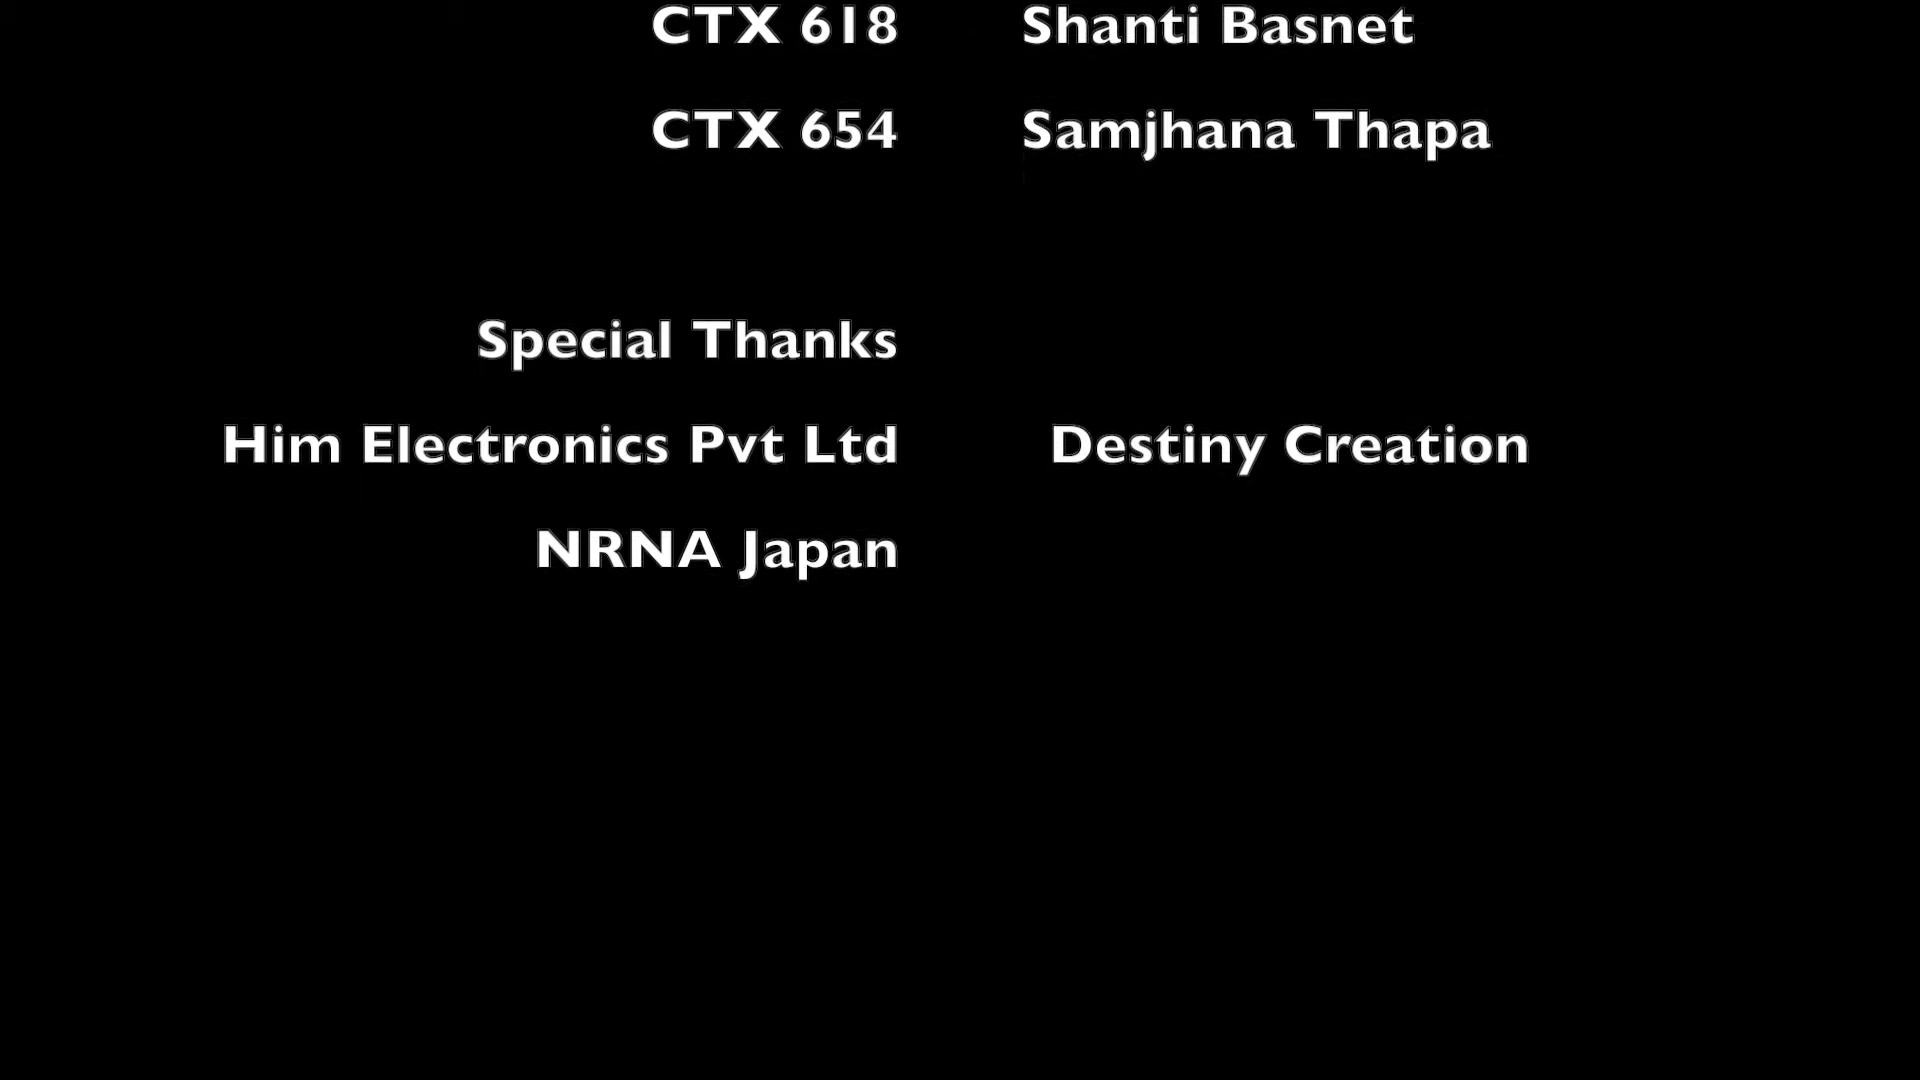 CTX 618 Shanti Basnet
CTX 654 Samjhana Thapa
Special Thanks
Him Electronics Pvt Ltd Destiny Creation
NRNA Japan